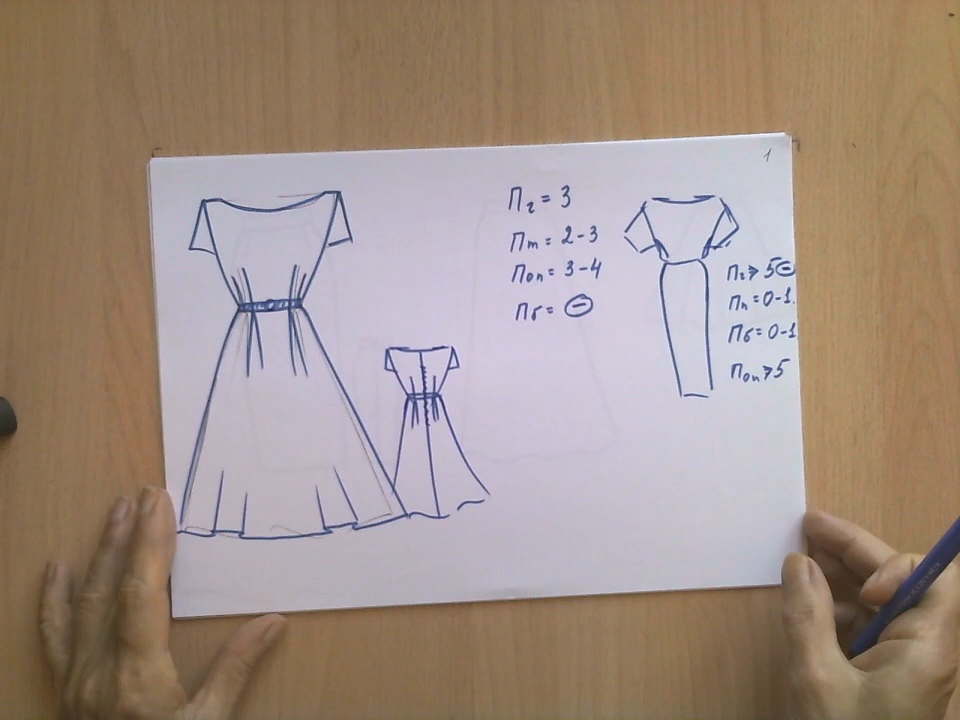 1
Пг = 3
Пт = 2-3
Поп = 3-4
Пб = ⊖
Пг ⩾ 5⊖
Пп = 0-1.
Пб = 0-1
Поп ⩾ 5